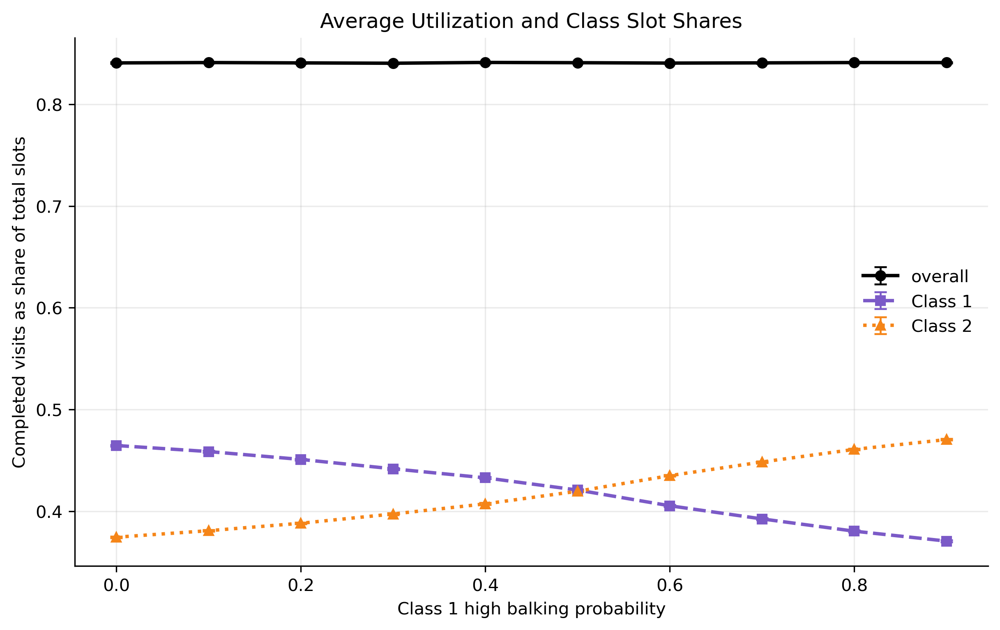 Average Utilization and Class Slot Shares
Completed visits as share of total slots
0.8
0.7
0.6
0.5
0.4
overall
Class 1
Class 2
0.0 0.2 0.4 0.6 0.8
Class 1 high balking probability